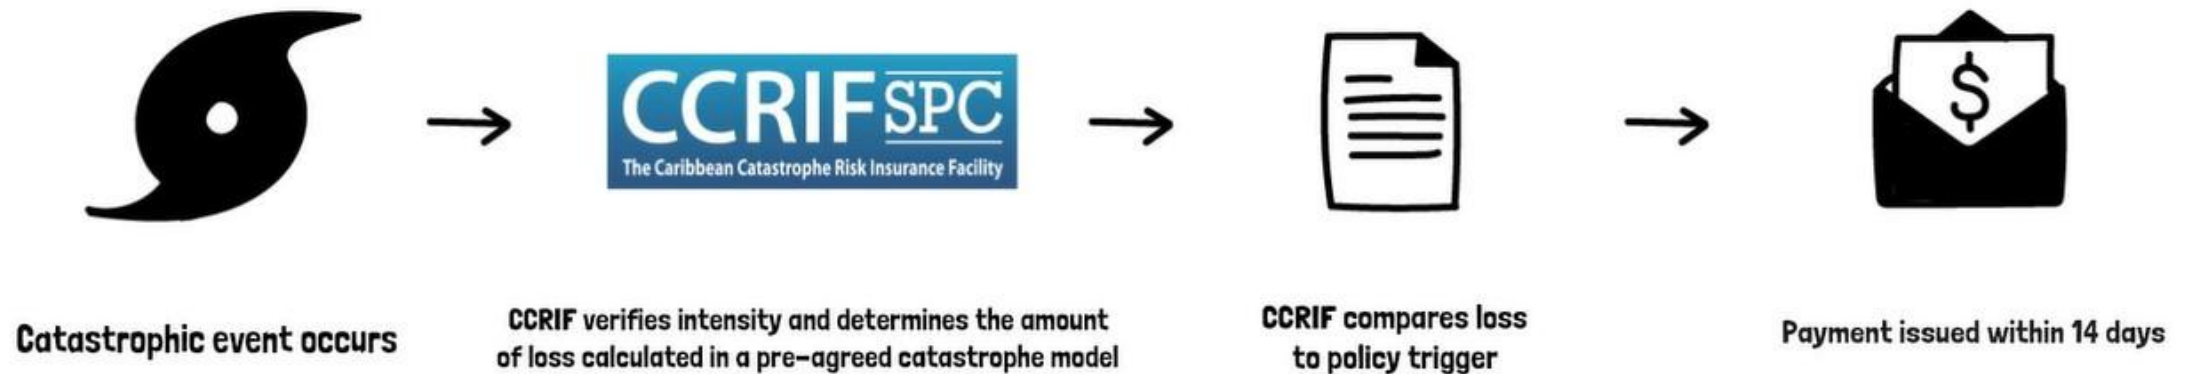 CCRIF SPC
The Caribbean Catastrophe Risk Insurance Facility
$
Catastrophic event occurs
CCRIF verifies intensity and determines the amount
of loss calculated in a pre-agreed catastrophe model
CCRIF compares loss
to policy trigger
Payment issued within 14 days